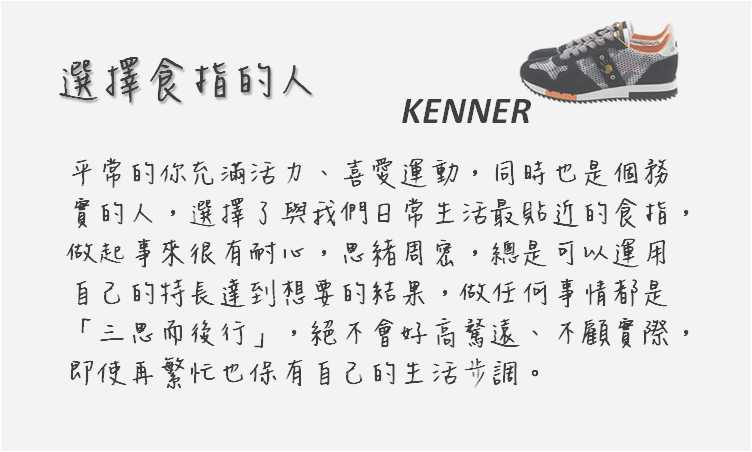 選擇食指的人
KENNER
平常的你充滿活力、喜愛運動，同時也是個務
實的人，選擇了與我們日常生活最貼近的食指，
做起事來很有耐心，思緒周密，總是可以運用
自己的特長達到想要的結果，做任何事情都是
「三思而後行」，絕不會好高騖遠、不顧實際，
即使再繁忙也保有自己的生活步調。